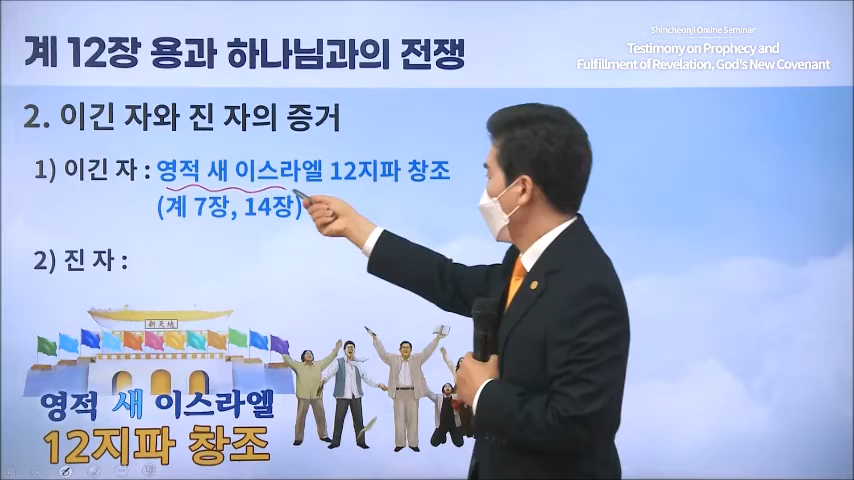 계 12장 용과 하나님과의 전쟁
Shincheonji Online Seminar
Testimony on Prophecy and
Fulfillment of Revelation, God's New Covenant
2. 이긴 자와 진 자의 증거
1) 이긴 자 : 영적 새 이스라엘 12지파 창조
(계 7장, 14장)
2) 진 자 :
新天地
영적 새 이스라엘
12지파 창조